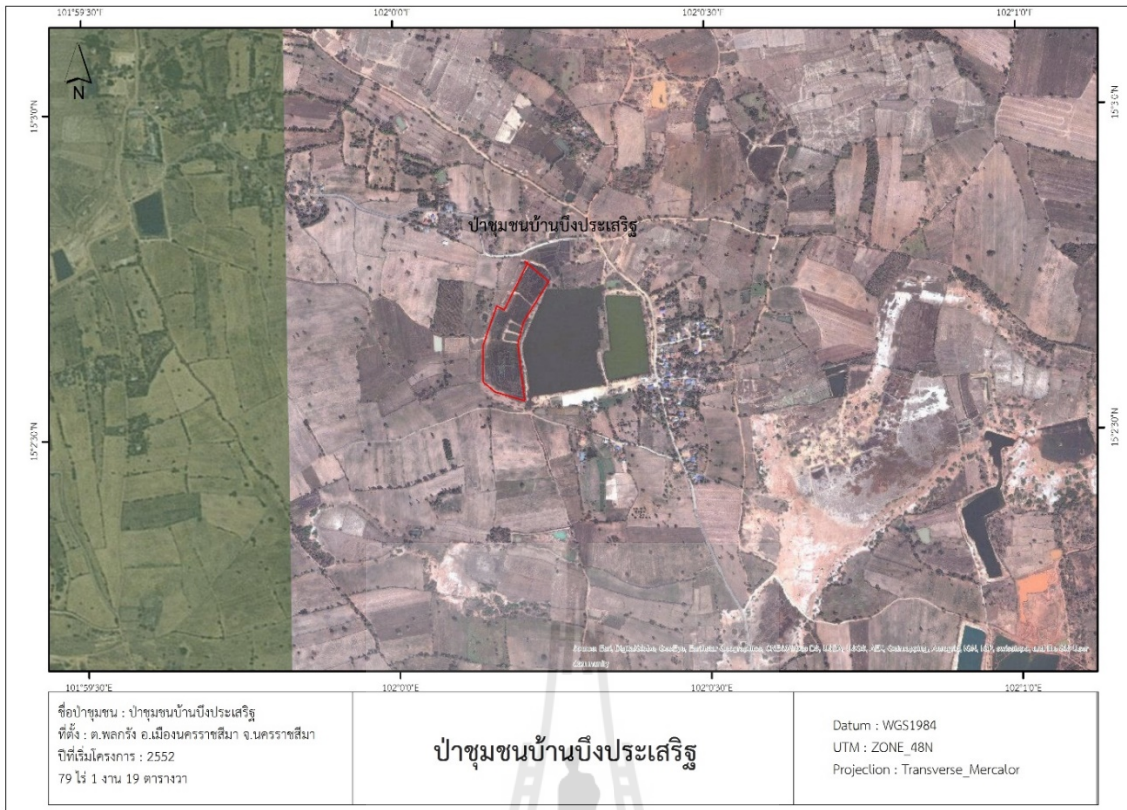 101°59'30"E 102°0'0"E 102°0'30"E 102°1'0"E
N
15°3'0"N 15°3'0"N
ป่าชุมชนบ้านบึงประเสริฐ
15°2'30"N 15°2'30"N
Community
101°59'30"E 102°0'0"E 102°0'30"E 102°1'0"E
ชื่อป่าชุมชน : ป่าชุมชนบ้านบึงประเสริฐ
ที่ตั้ง : ต.พลกรัง อ.เมืองนครราชสีมา จ.นครราชสีมา
ปีที่เริ่มโครงการ : 2552
79 ไร่ 1 งาน 19 ตารางวา
ป่าชุมชนบ้านบึงประเสริฐ
Datum : WGS1984
UTM : ZONE_48N
Projection : Transverse_Mercalor